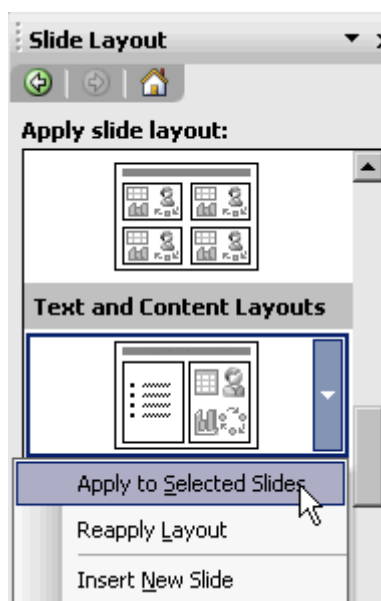 Slide Layout
Apply slide layout:
Text and Content Layouts
Apply to Selected Slides
Reapply Layout
Insert New Slide